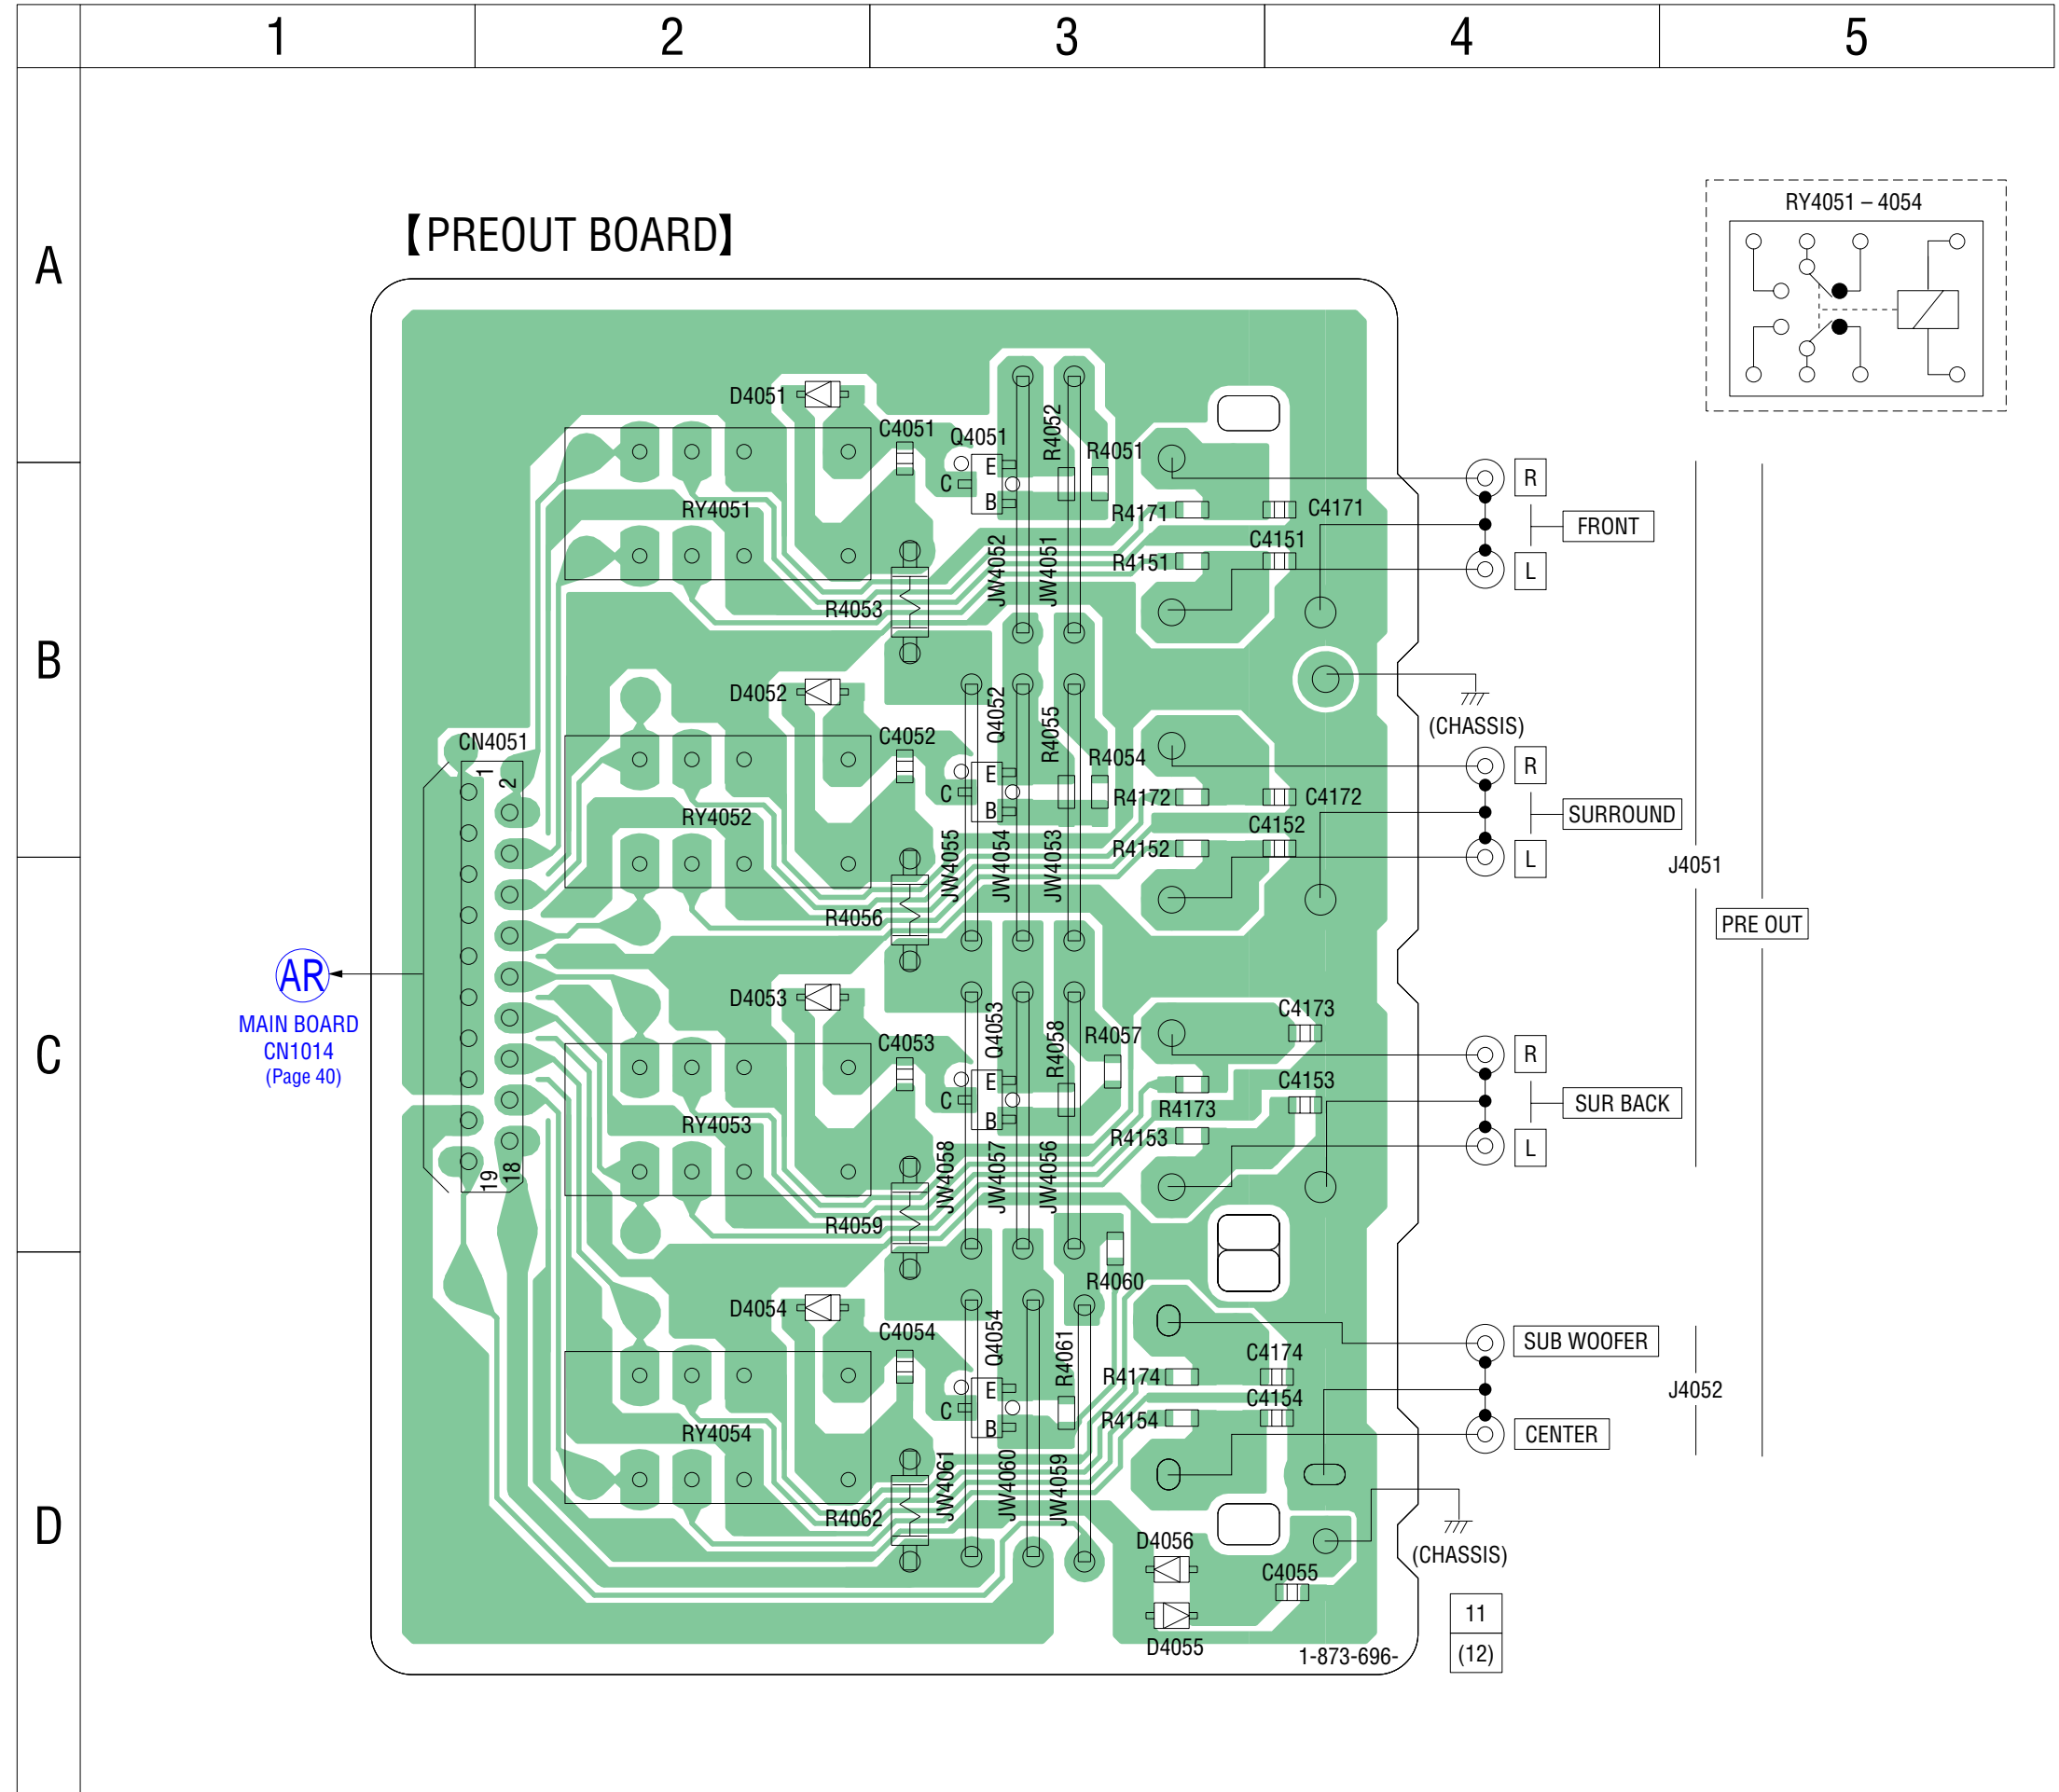 1 2 3 4 5
A
B
C
D
【PREOUT BOARD】
RY4051 – 4054
D4051
C4051
Q4051
R4052
R4051
E
C
B
RY4051
R4171
C4171
R4151
C4151
R4053
JW4052
JW4051
R
FRONT
L
(CHASSIS)
D4052
C4052
Q4052
R4055
R4054
E
C
B
RY4052
R4172
C4172
R4152
C4152
R4056
JW4055
JW4054
JW4053
R
SURROUND
L
CN4051
1
2
19
18
AR
MAIN BOARD
CN1014
(Page 40)
J4051
PRE OUT
D4053
C4053
Q4053
R4058
R4057
E
C
B
RY4053
C4173
C4153
R4173
R4153
R4059
JW4058
JW4057
JW4056
R
SUR BACK
L
R4060
D4054
C4054
Q4054
R4061
E
C
B
RY4054
R4174
C4174
R4154
C4154
R4062
JW4061
JW4060
JW4059
SUB WOOFER
J4052
CENTER
(CHASSIS)
D4056
C4055
D4055
1-873-696-
11
(12)